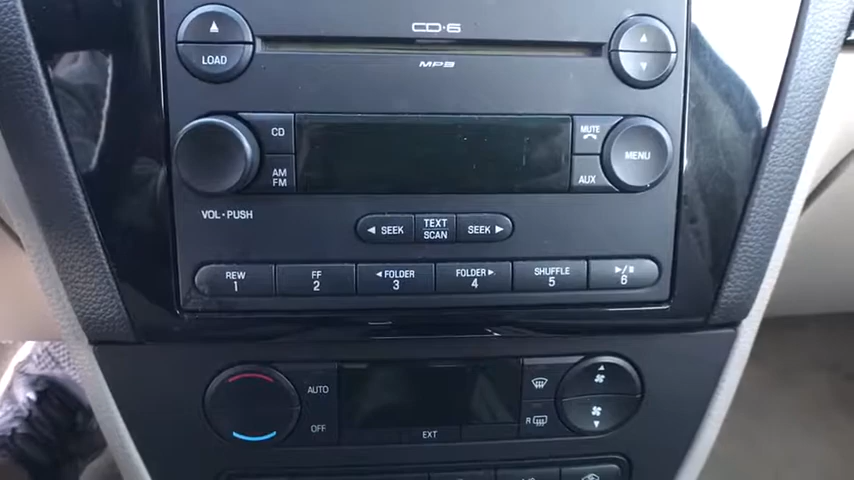 CD·6
LOAD
MP3
CD
MUTE
AM
FM
MENU
AUX
VOL·PUSH
SEEK
TEXT
SCAN
SEEK
REW
1
FF
2
FOLDER
3
FOLDER
4
SHUFFLE
5
6
AUTO
OFF
EXT
R